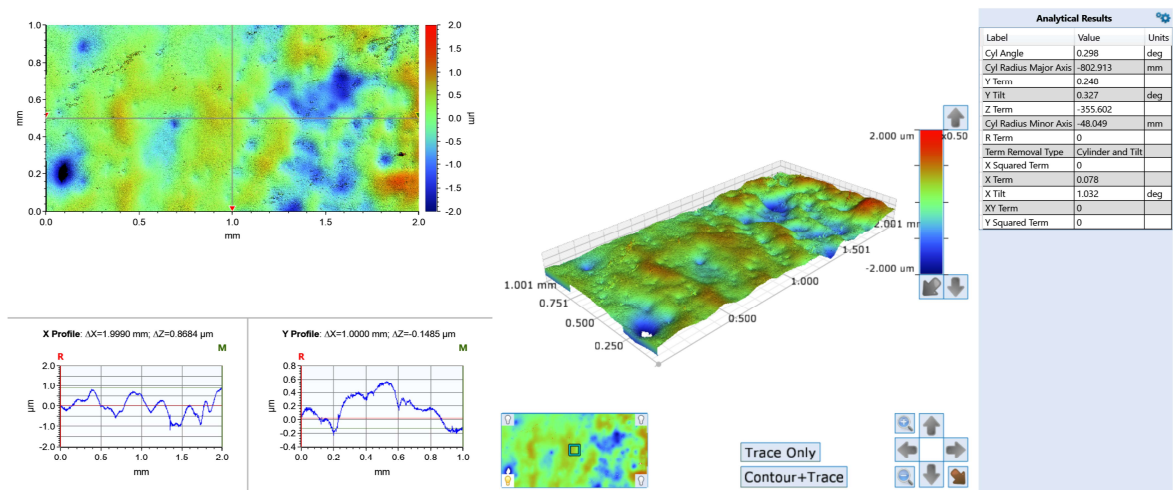 1.0
0.8
0.6
0.4
0.2
0.0
mm
0.0 0.5 1.0 1.5 2.0
mm
2.0
1.5
1.0
0.5
0.0
-0.5
-1.0
-1.5
-2.0
µm
X Profile: ΔX=1.9990 mm; ΔZ=0.8684 µm
M
R
2.0
1.0
0.0
-1.0
-2.0
µm
0.0 0.5 1.0 1.5 2.0
mm
Y Profile: ΔX=1.0000 mm; ΔZ=-0.1485 µm
M
R
0.8
0.6
0.4
0.2
0.0
-0.2
-0.4
µm
0.0 0.2 0.4 0.6 0.8 1.0
mm
2.000 um
x0.50
2.001 mm
-2.000 um
1.501
1.000
0.500
1.001 mm
0.751
0.500
0.250
Trace Only
Contour+Trace
Analytical Results
Label Value Units
Cyl Angle 0.298 deg
Cyl Radius Major Axis -802.913 mm
Y Term 0.248
Y Tilt 0.327 deg
Z Term -355.602
Cyl Radius Minor Axis -48.049 mm
R Term 0
Term Removal Type Cylinder and Tilt
X Squared Term 0
X Term 0.078
X Tilt 1.032 deg
XY Term 0
Y Squared Term 0